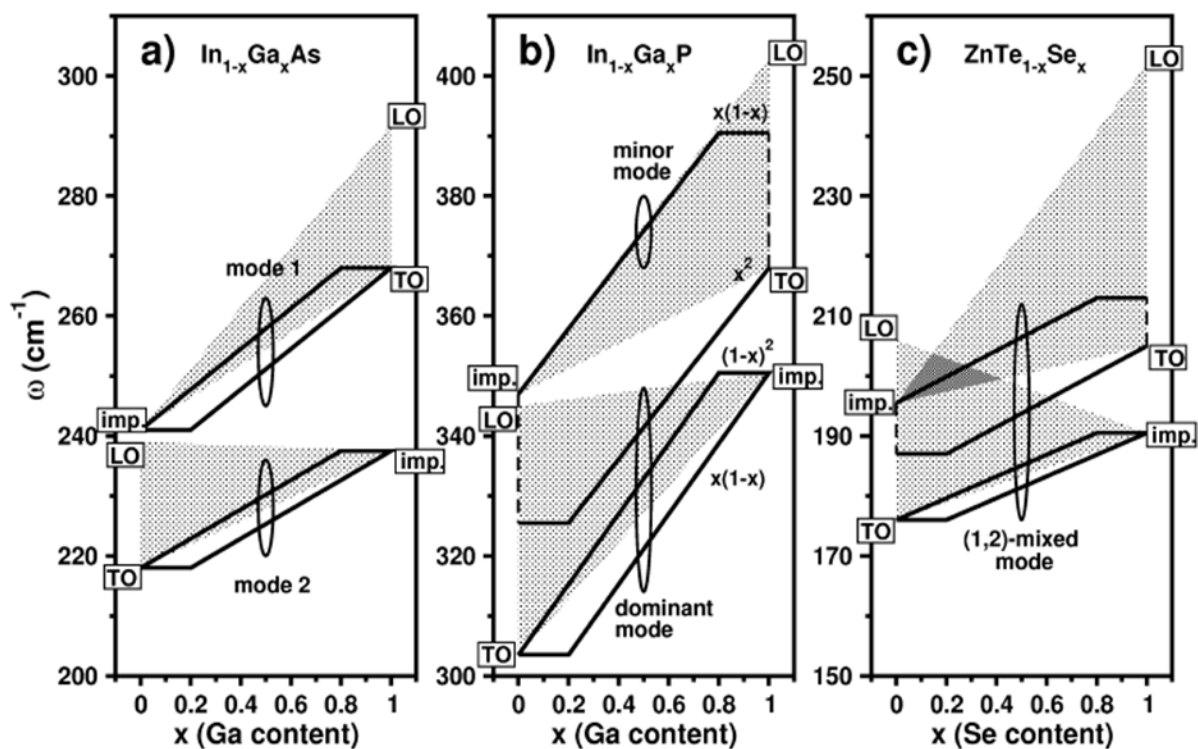 a) In1-xGaxAs
300
280
260
240
220
200
ω (cm-1)
LO
mode 1
TO
imp.
LO
imp.
TO
mode 2
0 0.2 0.4 0.6 0.8 1
x (Ga content)
b) In1-xGaxP
400
380
360
340
320
300
LO
x(1-x)
minor
mode
x2
TO
imp.
(1-x)2
imp.
LO
x(1-x)
dominant
mode
TO
0 0.2 0.4 0.6 0.8 1
x (Ga content)
c) ZnTe1-xSex
250
230
210
190
170
150
LO
LO
TO
imp.
imp.
TO
(1,2)-mixed
mode
0 0.2 0.4 0.6 0.8 1
x (Se content)